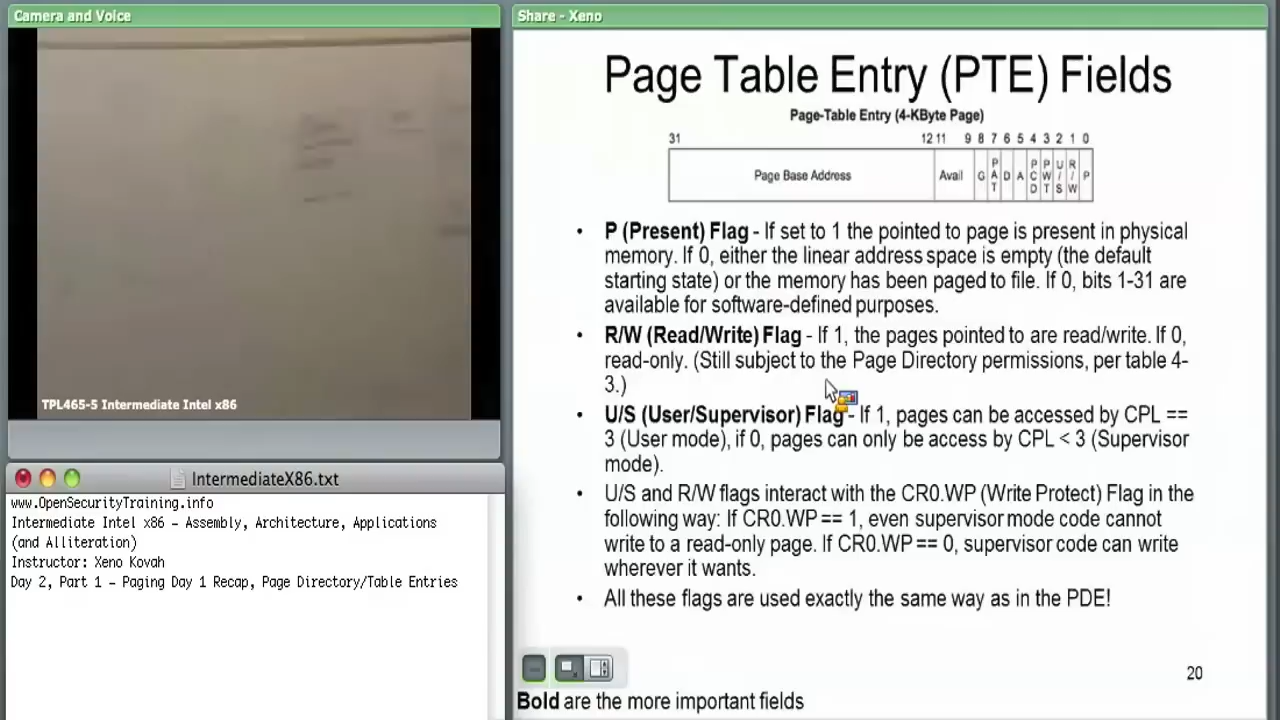 Camera and Voice
TPL465-5 Intermediate Intel x86
IntermediateX86.txt
www.OpenSecurityTraining.info
Intermediate Intel x86 – Assembly, Architecture, Applications
(and Alliteration)
Instructor: Xeno Kovah
Day 2, Part 1 – Paging Day 1 Recap, Page Directory/Table Entries
Share - Xeno
Page Table Entry (PTE) Fields
Page-Table Entry (4-KByte Page)
31 12 11 9 8 7 6 5 4 3 2 1 0
Page Base Address Avail G PAT D A PCD PWT U/S R/W P
• P (Present) Flag - If set to 1 the pointed to page is present in physical
memory. If 0, either the linear address space is empty (the default
starting state) or the memory has been paged to file. If 0, bits 1-31 are
available for software-defined purposes.
• R/W (Read/Write) Flag - If 1, the pages pointed to are read/write. If 0,
read-only. (Still subject to the Page Directory permissions, per table 4-
3.)
• U/S (User/Supervisor) Flag - If 1, pages can be accessed by CPL ==
3 (User mode), if 0, pages can only be access by CPL < 3 (Supervisor
mode).
• U/S and R/W flags interact with the CR0.WP (Write Protect) Flag in the
following way: If CR0.WP == 1, even supervisor mode code cannot
write to a read-only page. If CR0.WP == 0, supervisor code can write
wherever it wants.
• All these flags are used exactly the same way as in the PDE!
20
Bold are the more important fields